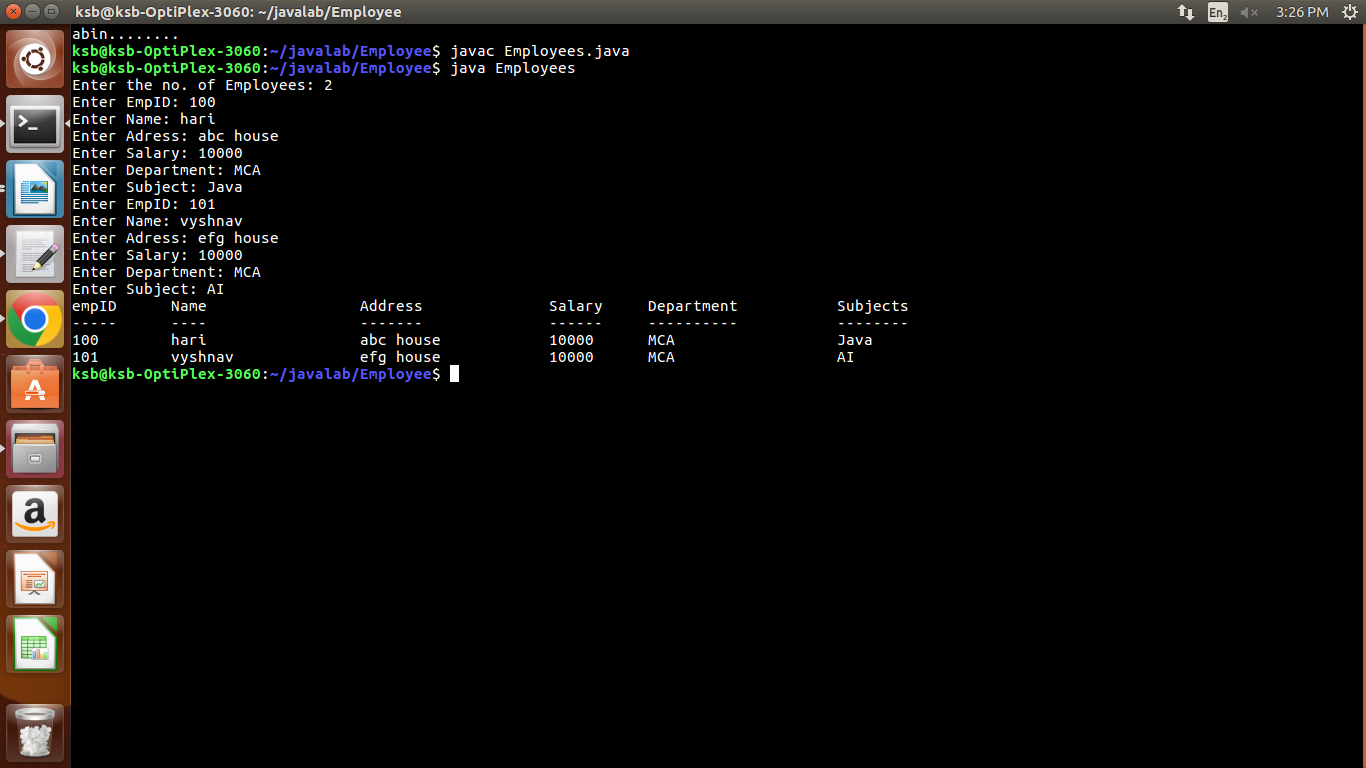 ksb@ksb-OptiPlex-3060: ~/javalab/Employee
En2
3:26 PM
abin........
ksb@ksb-OptiPlex-3060:~/javalab/Employee$ javac Employees.java
ksb@ksb-OptiPlex-3060:~/javalab/Employee$ java Employees
Enter the no. of Employees: 2
Enter EmpID: 100
Enter Name: hari
Enter Adress: abc house
Enter Salary: 10000
Enter Department: MCA
Enter Subject: Java
Enter EmpID: 101
Enter Name: vyshnav
Enter Adress: efg house
Enter Salary: 10000
Enter Department: MCA
Enter Subject: AI
empID      Name                 Address              Salary     Department           Subjects
-----      ----                 -------              ------     ----------           --------
100        hari                 abc house            10000      MCA                  Java
101        vyshnav              efg house            10000      MCA                  AI
ksb@ksb-OptiPlex-3060:~/javalab/Employee$